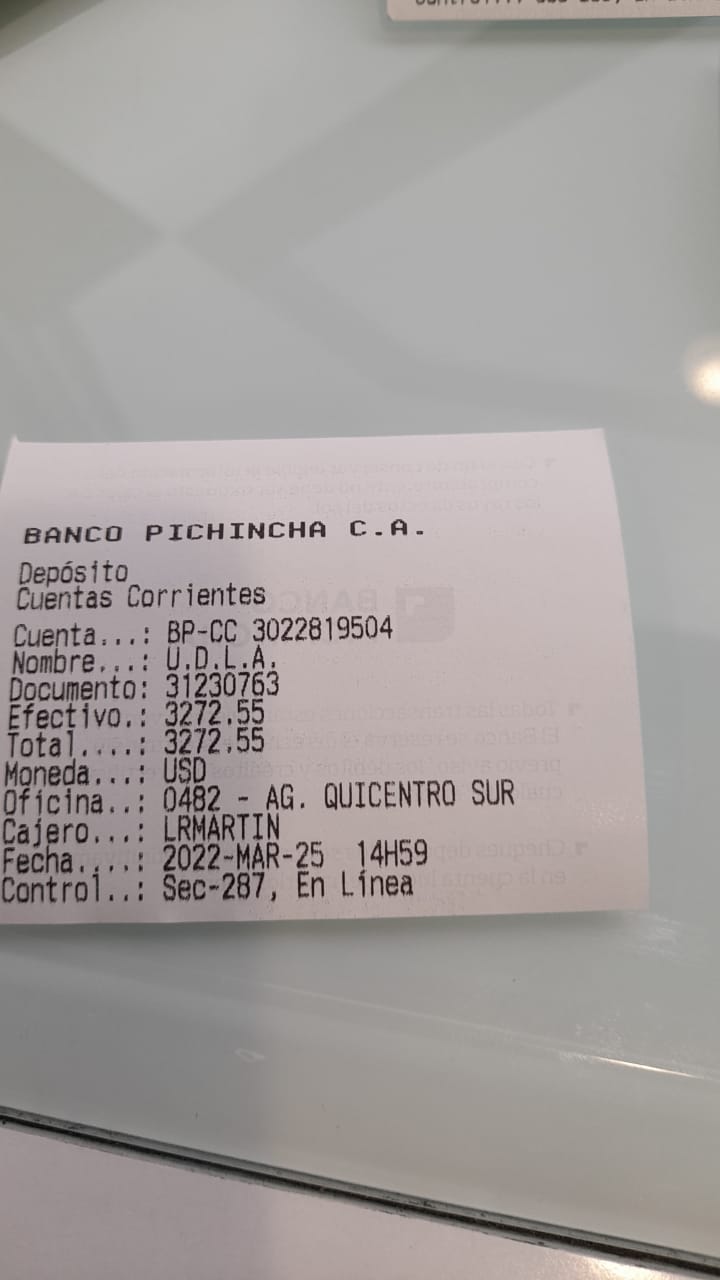 BANCO PICHINCHA C.A.
Depósito
Cuentas Corrientes
Cuenta...: BP-CC 3022819504
Nombre...: U.D.L.A.
Documento: 31230763
Efectivo.: 3272.55
Total....: 3272.55
Moneda...: USD
Oficina..: 0482 - AG. QUICENTRO SUR
Cajero...: LRMARTIN
Fecha....: 2022-MAR-25 14H59
Control..: Sec-287, En Línea